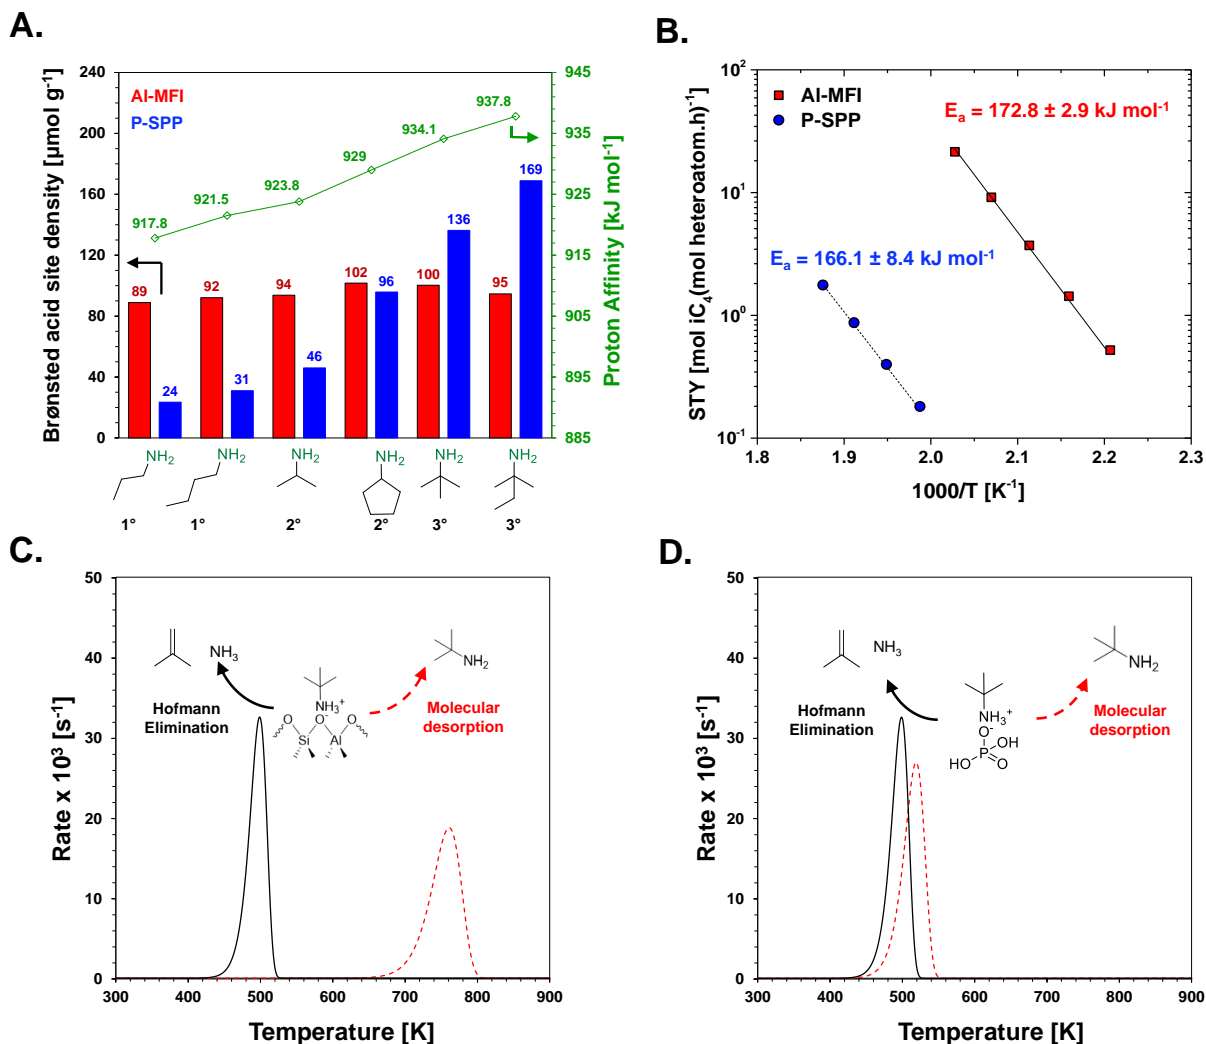 A.
Al-MFI
P-SPP
Brønsted acid site density [µmol g⁻¹]
Proton Affinity [kJ mol⁻¹]
240
210
180
150
120
90
60
30
0
945
935
925
915
905
895
885
917.8
921.5
923.8
929
934.1
937.8
89
24
92
31
94
46
102
96
100
136
95
169
NH₂
NH₂
NH₂
NH₂
NH₂
NH₂
1°
1°
2°
2°
3°
3°
B.
Al-MFI
P-SPP
Eₐ = 172.8 ± 2.9 kJ mol⁻¹
Eₐ = 166.1 ± 8.4 kJ mol⁻¹
STY [mol iC₄(mol heteroatom.h)⁻¹]
10²
10¹
10⁰
10⁻¹
1.8
1.9
2.0
2.1
2.2
2.3
1000/T [K⁻¹]
C.
Rate x 10³ [s⁻¹]
50
40
30
20
10
0
NH₃
NH₂
Hofmann
Elimination
Molecular
desorption
NH₃⁺
O
O⁻
O
Si
Al
300
400
500
600
700
800
900
Temperature [K]
D.
Rate x 10³ [s⁻¹]
50
40
30
20
10
0
NH₃
NH₂
Hofmann
Elimination
Molecular
desorption
NH₃⁺
O⁻
OH
P
HO
O
300
400
500
600
700
800
900
Temperature [K]